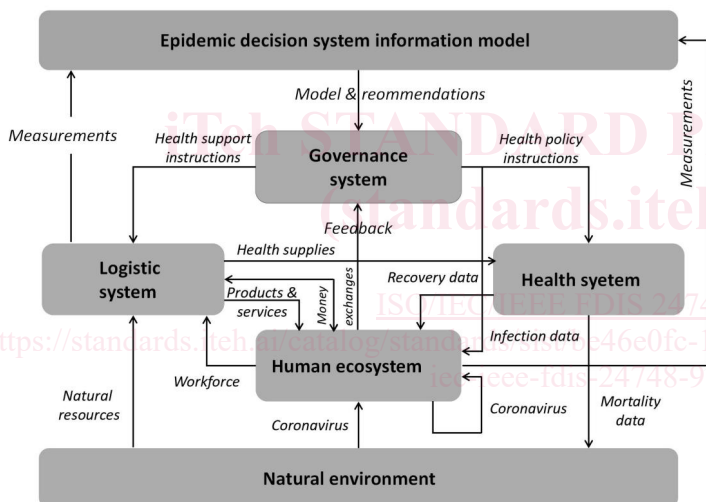 Epidemic decision system information model
Model & reommendations
Measurements
Measurements
Health support
instructions
Governance
system
Health policy
instructions
iTeh STANDARD P
(standards.iteh
Feedback
Logistic
system
Health supplies
Health syetem
Products &
services
Money
exchanges
Recovery data
ISO/IEC/IEEE FDIS 2474
https://standards.iteh.ai/catalog/standards/sist/be46e0fc-1
iec-ieee-fdis-24748-9
Infection data
Human ecosystem
Workforce
Natural
resources
Coronavirus
Coronavirus
Mortality
data
Natural environment